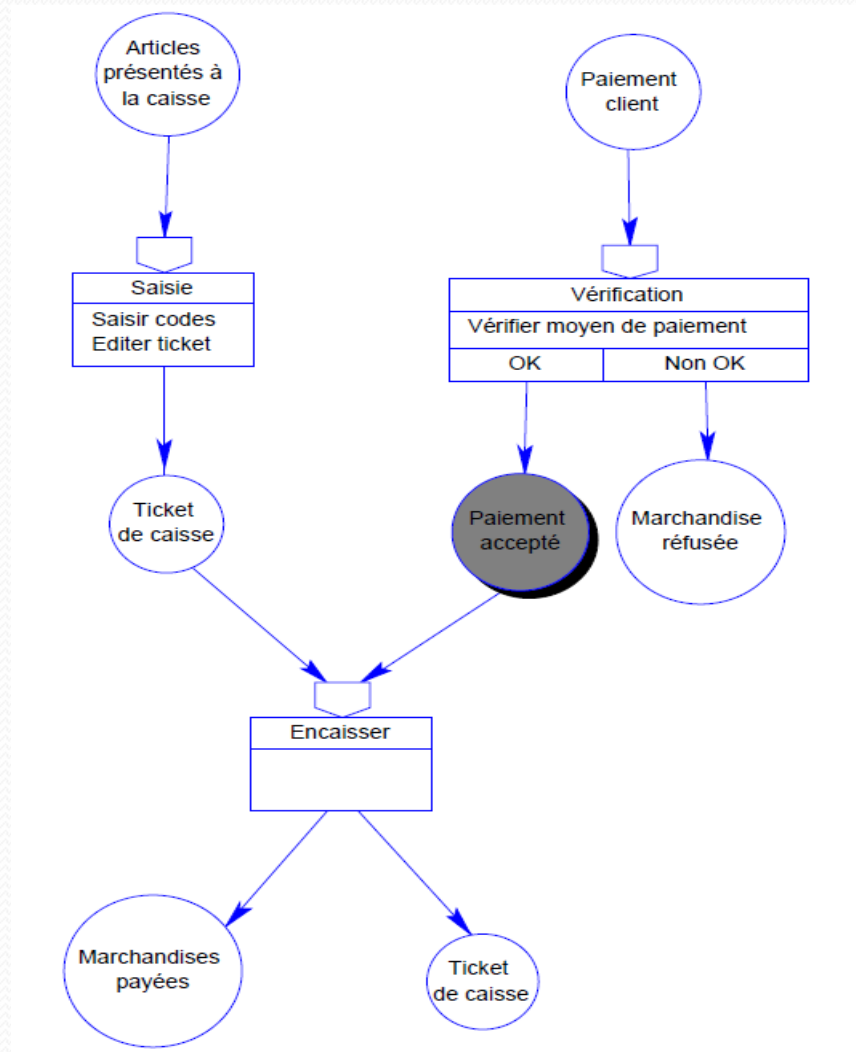 Articles
présentés à
la caisse
Paiement
client
Saisie
Saisir codes
Editer ticket
Vérification
Vérifier moyen de paiement
OK
Non OK
Ticket
de caisse
Paiement
accepté
Marchandise
réfusée
Encaisser
Marchandises
payées
Ticket
de caisse